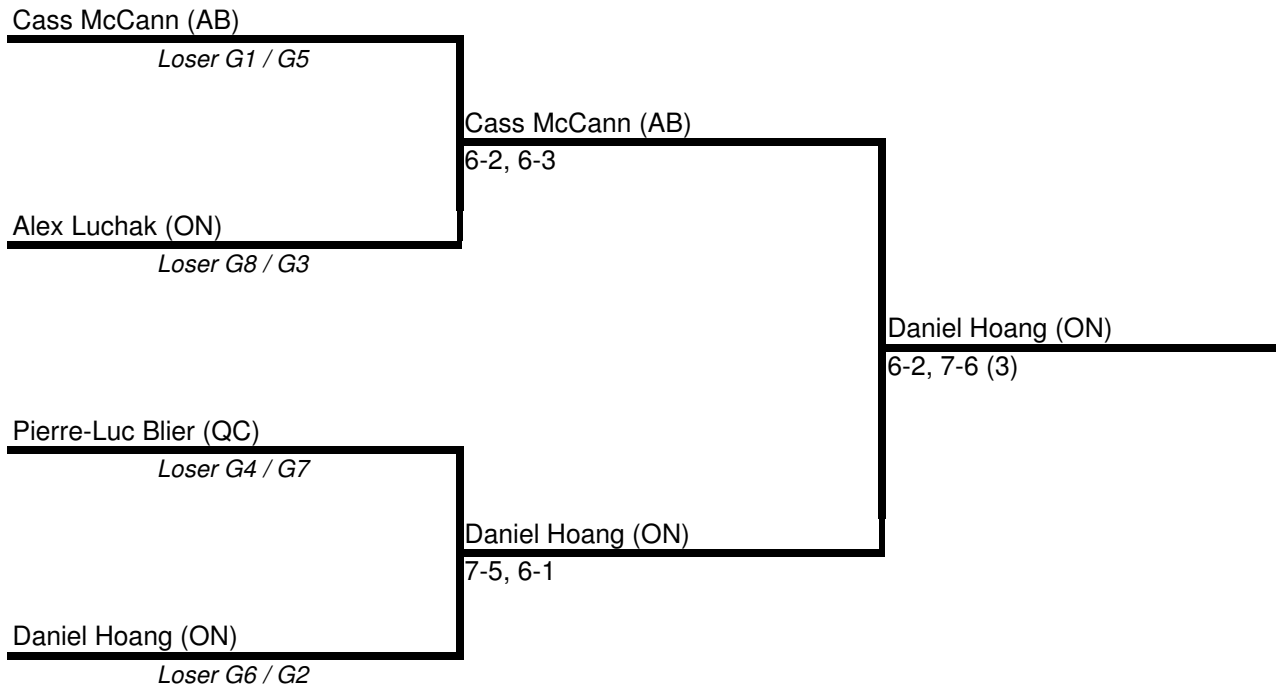 Cass McCann (AB)
Loser G1 / G5
Cass McCann (AB)
6-2, 6-3
Alex Luchak (ON)
Loser G8 / G3
Daniel Hoang (ON)
6-2, 7-6 (3)
Pierre-Luc Blier (QC)
Loser G4 / G7
Daniel Hoang (ON)
7-5, 6-1
Daniel Hoang (ON)
Loser G6 / G2